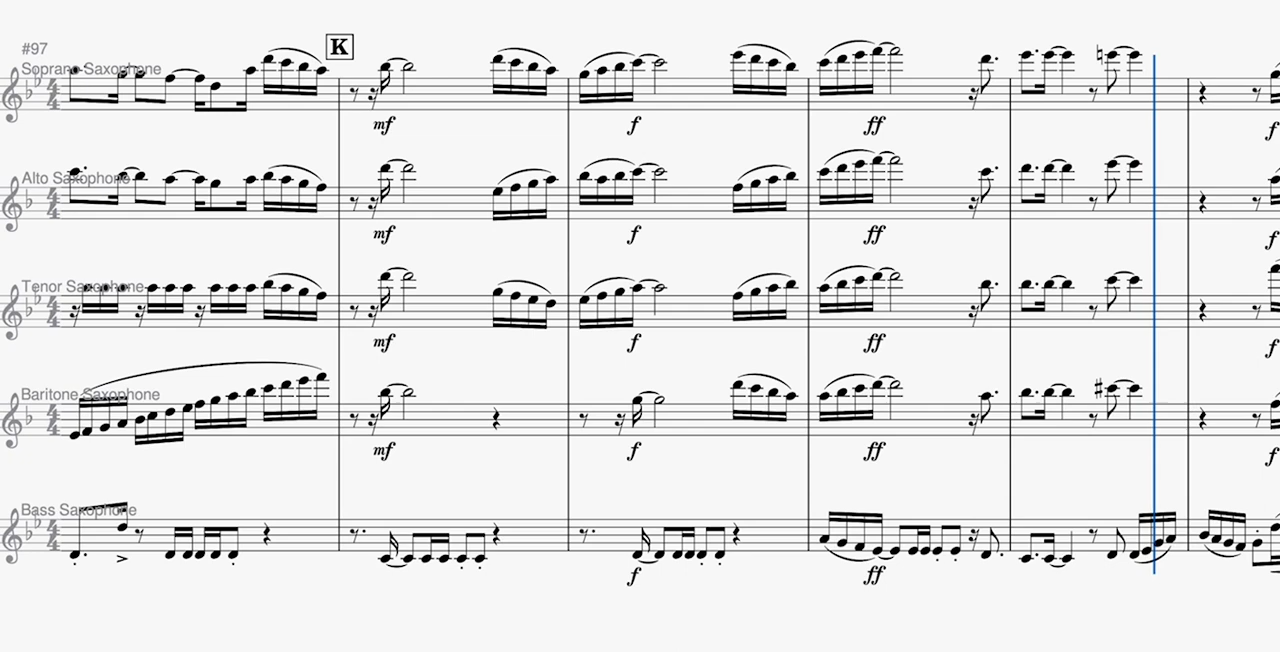 #97
K
Soprano Saxophone
mf
f
ff
f
Alto Saxophone
mf
f
ff
f
Tenor Saxophone
mf
f
ff
f
Baritone Saxophone
mf
f
ff
f
Bass Saxophone
f
ff